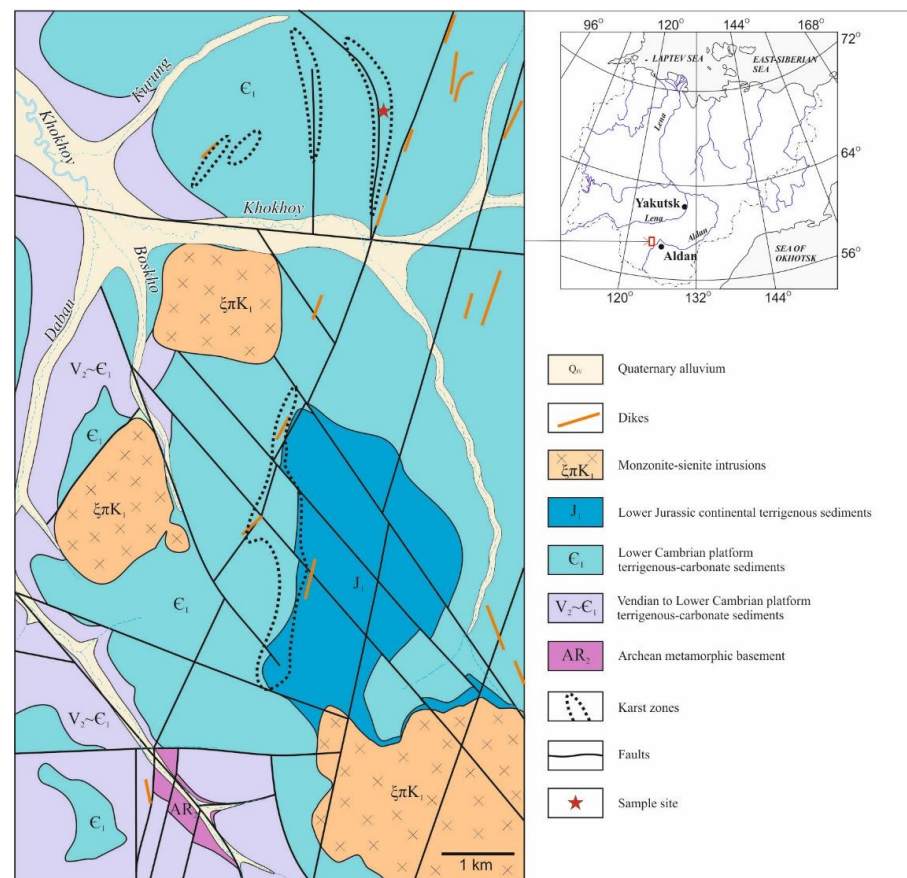 Kurung
Khokhoy
Є₁
Khokhoy
Boskho
Daban
ξπK₁
V₂~Є₁
Є₁
ξπK₁
J₁
Є₁
V₂~Є₁
AR₂
Є₁
ξπK₁
1 km
96° 120° 144° 168°
72°
LAPTEV SEA
EAST-SIBERIAN
SEA
Lena
64°
Yakutsk
Lena
Aldan
Aldan
SEA OF
OKHOTSK
56°
120° 132° 144°
Q_IV Quaternary alluvium
Dikes
ξπK₁ Monzonite-sienite intrusions
J₁ Lower Jurassic continental terrigenous sediments
Є₁ Lower Cambrian platform
terrigenous-carbonate sediments
V₂~Є₁ Vendian to Lower Cambrian platform
terrigenous-carbonate sediments
AR₂ Archean metamorphic basement
Karst zones
Faults
Sample site